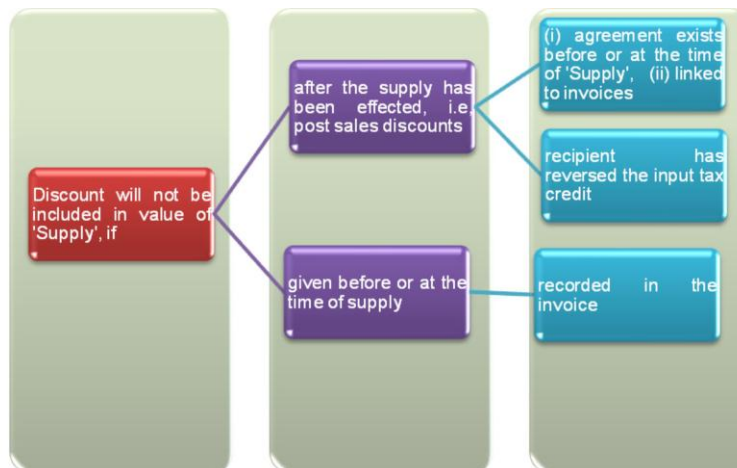 Discount will not be
included in value of
'Supply', if
after the supply has
been effected, i.e.
post sales discounts
given before or at the
time of supply
(i) agreement exists
before or at the time
of 'Supply', (ii) linked
to invoices
recipient has
reversed the input tax
credit
recorded in the
invoice